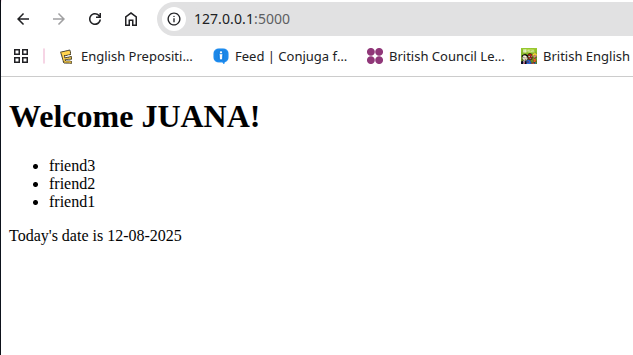 127.0.0.1:5000
English Prepositi... Feed | Conjuga f... British Council Le... British English
Welcome JUANA!
• friend3
• friend2
• friend1
Today's date is 12-08-2025